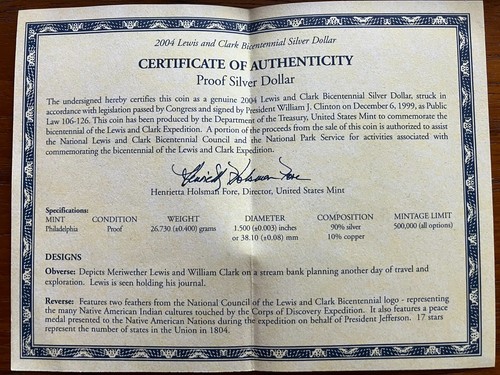 2004 Lewis and Clark Bicentennial Silver Dollar
CERTIFICATE OF AUTHENTICITY
Proof Silver Dollar
The undersigned hereby certifies this coin as a genuine 2004 Lewis and Clark Bicentennial Silver Dollar, struck in
accordance with legislation passed by Congress and signed by President William J. Clinton on December 6, 1999, as Public
Law 106-126. This coin has been produced by the Department of the Treasury, United States Mint to commemorate the
bicentennial of the Lewis and Clark Expedition. A portion of the proceeds from the sale of this coin is authorized to assist
the National Lewis and Clark Bicentennial Council and the National Park Service for activities associated with
commemorating the bicentennial of the Lewis and Clark Expedition.
Henrietta Holsman Fore
Henrietta Holsman Fore, Director, United States Mint
Specifications:
MINT CONDITION WEIGHT DIAMETER COMPOSITION MINTAGE LIMIT
Philadelphia Proof 26.730 (±0.400) grams 1.500 (±0.003) inches 90% silver 500,000 (all options)
or 38.10 (±0.08) mm 10% copper
DESIGNS
Obverse: Depicts Meriwether Lewis and William Clark on a stream bank planning another day of travel and
exploration. Lewis is seen holding his journal.
Reverse: Features two feathers from the National Council of the Lewis and Clark Bicentennial logo - representing
the many Native American Indian cultures touched by the Corps of Discovery Expedition. It also features a peace
medal presented to the Native American Nations during the expedition on behalf of President Jefferson. 17 stars
represent the number of states in the Union in 1804.